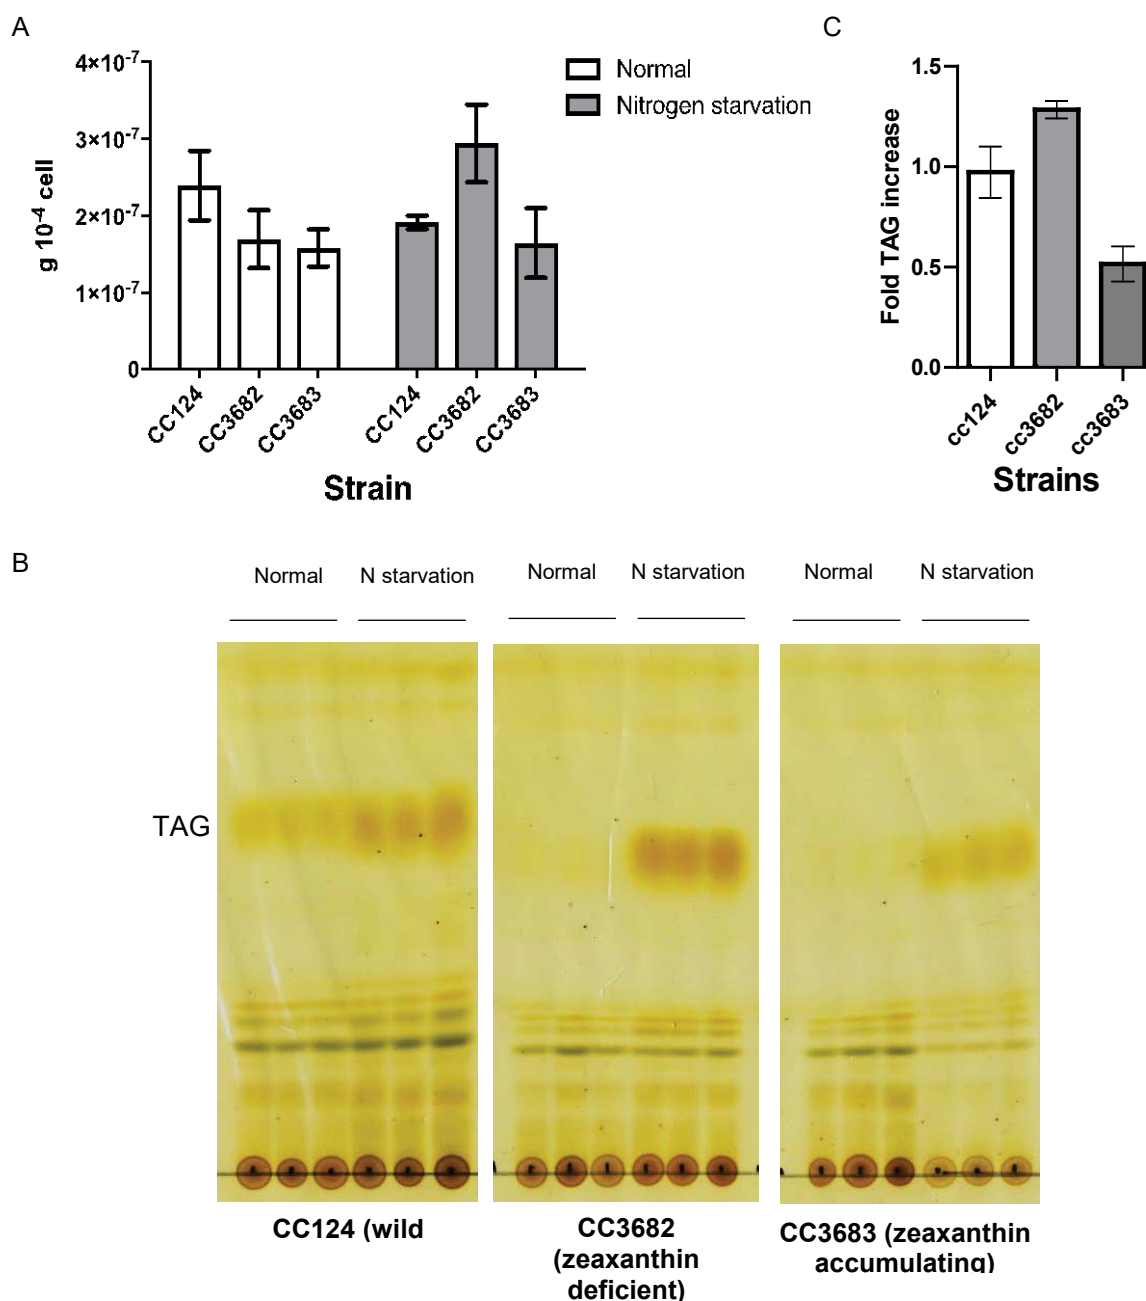 A
4×10⁻⁷
3×10⁻⁷
2×10⁻⁷
1×10⁻⁷
0
g 10⁻⁴ cell
CC124
CC3682
CC3683
CC124
CC3682
CC3683
Strain
Normal
Nitrogen starvation
C
1.5
1.0
0.5
0.0
Fold TAG increase
cc124
cc3682
cc3683
Strains
B
Normal N starvation
Normal N starvation
Normal N starvation
TAG
CC124 (wild
CC3682
(zeaxanthin
deficient)
CC3683 (zeaxanthin
accumulating)